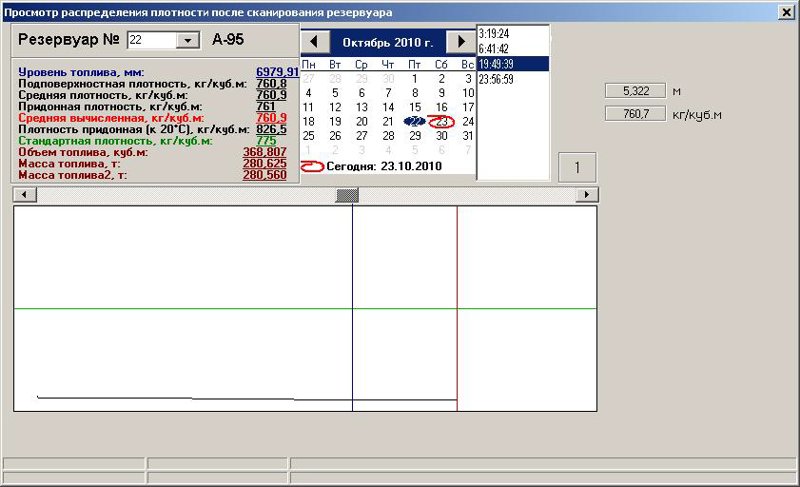 Просмотр распределения плотности после сканирования резервуара
Резервуар № 22 А-95
Уровень топлива, мм: 6979,91
Подповерхностная плотность, кг/куб.м: 760,8
Средняя плотность, кг/куб.м: 760,9
Придонная плотность, кг/куб.м: 761
Средняя вычисленная, кг/куб.м: 760,9
Плотность придонная (к 20°C), кг/куб.м: 826,5
Стандартная плотность, кг/куб.м: 775
Объем топлива, куб.м: 368,807
Масса топлива, т: 280,625
Масса топлива2, т: 280,560
Октябрь 2010 г.
Пн Вт Ср Чт Пт Сб Вс
27 28 29 30 1 2 3
4 5 6 7 8 9 10
11 12 13 14 15 16 17
18 19 20 21 22 23 24
25 26 27 28 29 30 31
1 2 3 4 5 6 7
Сегодня: 23.10.2010
3:19:24
6:41:42
19:49:39
23:56:59
5,322 м
760,7 кг/куб.м
1